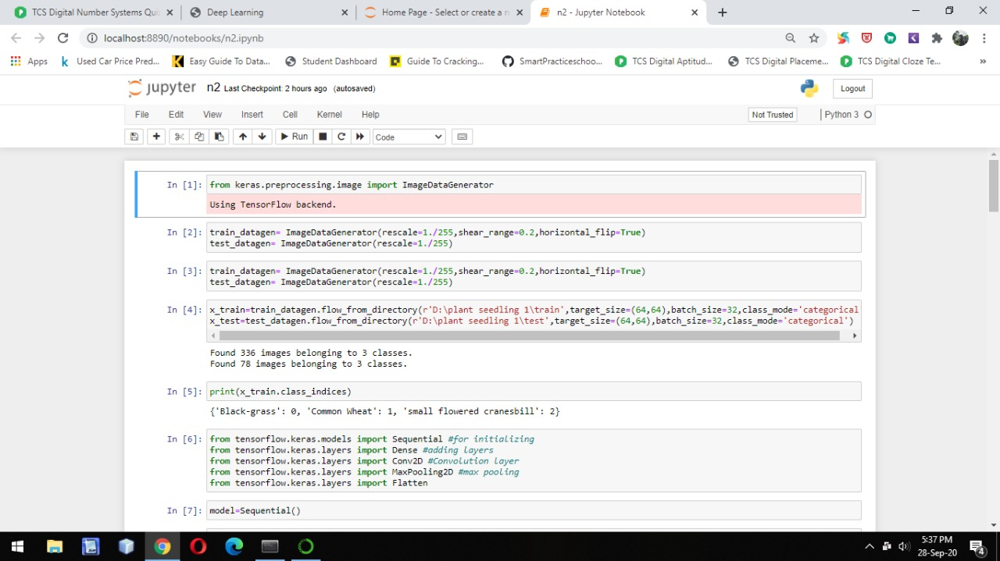 TCS Digital Number Systems Quic
Deep Learning
Home Page - Select or create a n
n2 - Jupyter Notebook
localhost:8890/notebooks/n2.ipynb
Apps
Used Car Price Pred...
Easy Guide To Data...
Student Dashboard
Guide To Cracking...
SmartPracticeschoo...
TCS Digital Aptitud...
TCS Digital Placeme...
TCS Digital Cloze Te...
»
jupyter n2 Last Checkpoint: 2 hours ago (autosaved)
Logout
File Edit View Insert Cell Kernel Help
Not Trusted
Python 3
Run
Code
In [1]: from keras.preprocessing.image import ImageDataGenerator
Using TensorFlow backend.
In [2]: train_datagen= ImageDataGenerator(rescale=1./255,shear_range=0.2,horizontal_flip=True)
test_datagen= ImageDataGenerator(rescale=1./255)
In [3]: train_datagen= ImageDataGenerator(rescale=1./255,shear_range=0.2,horizontal_flip=True)
test_datagen= ImageDataGenerator(rescale=1./255)
In [4]: x_train=train_datagen.flow_from_directory(r'D:\plant seedling 1\train',target_size=(64,64),batch_size=32,class_mode='categorical
x_test=test_datagen.flow_from_directory(r'D:\plant seedling 1\test',target_size=(64,64),batch_size=32,class_mode='categorical')
Found 336 images belonging to 3 classes.
Found 78 images belonging to 3 classes.
In [5]: print(x_train.class_indices)
{'Black-grass': 0, 'Common Wheat': 1, 'small flowered cranesbill': 2}
In [6]: from tensorflow.keras.models import Sequential #for initializing
from tensorflow.keras.layers import Dense #adding layers
from tensorflow.keras.layers import Conv2D #Convolution layer
from tensorflow.keras.layers import MaxPooling2D #max pooling
from tensorflow.keras.layers import Flatten
In [7]: model=Sequential()
5:37 PM
28-Sep-20
4